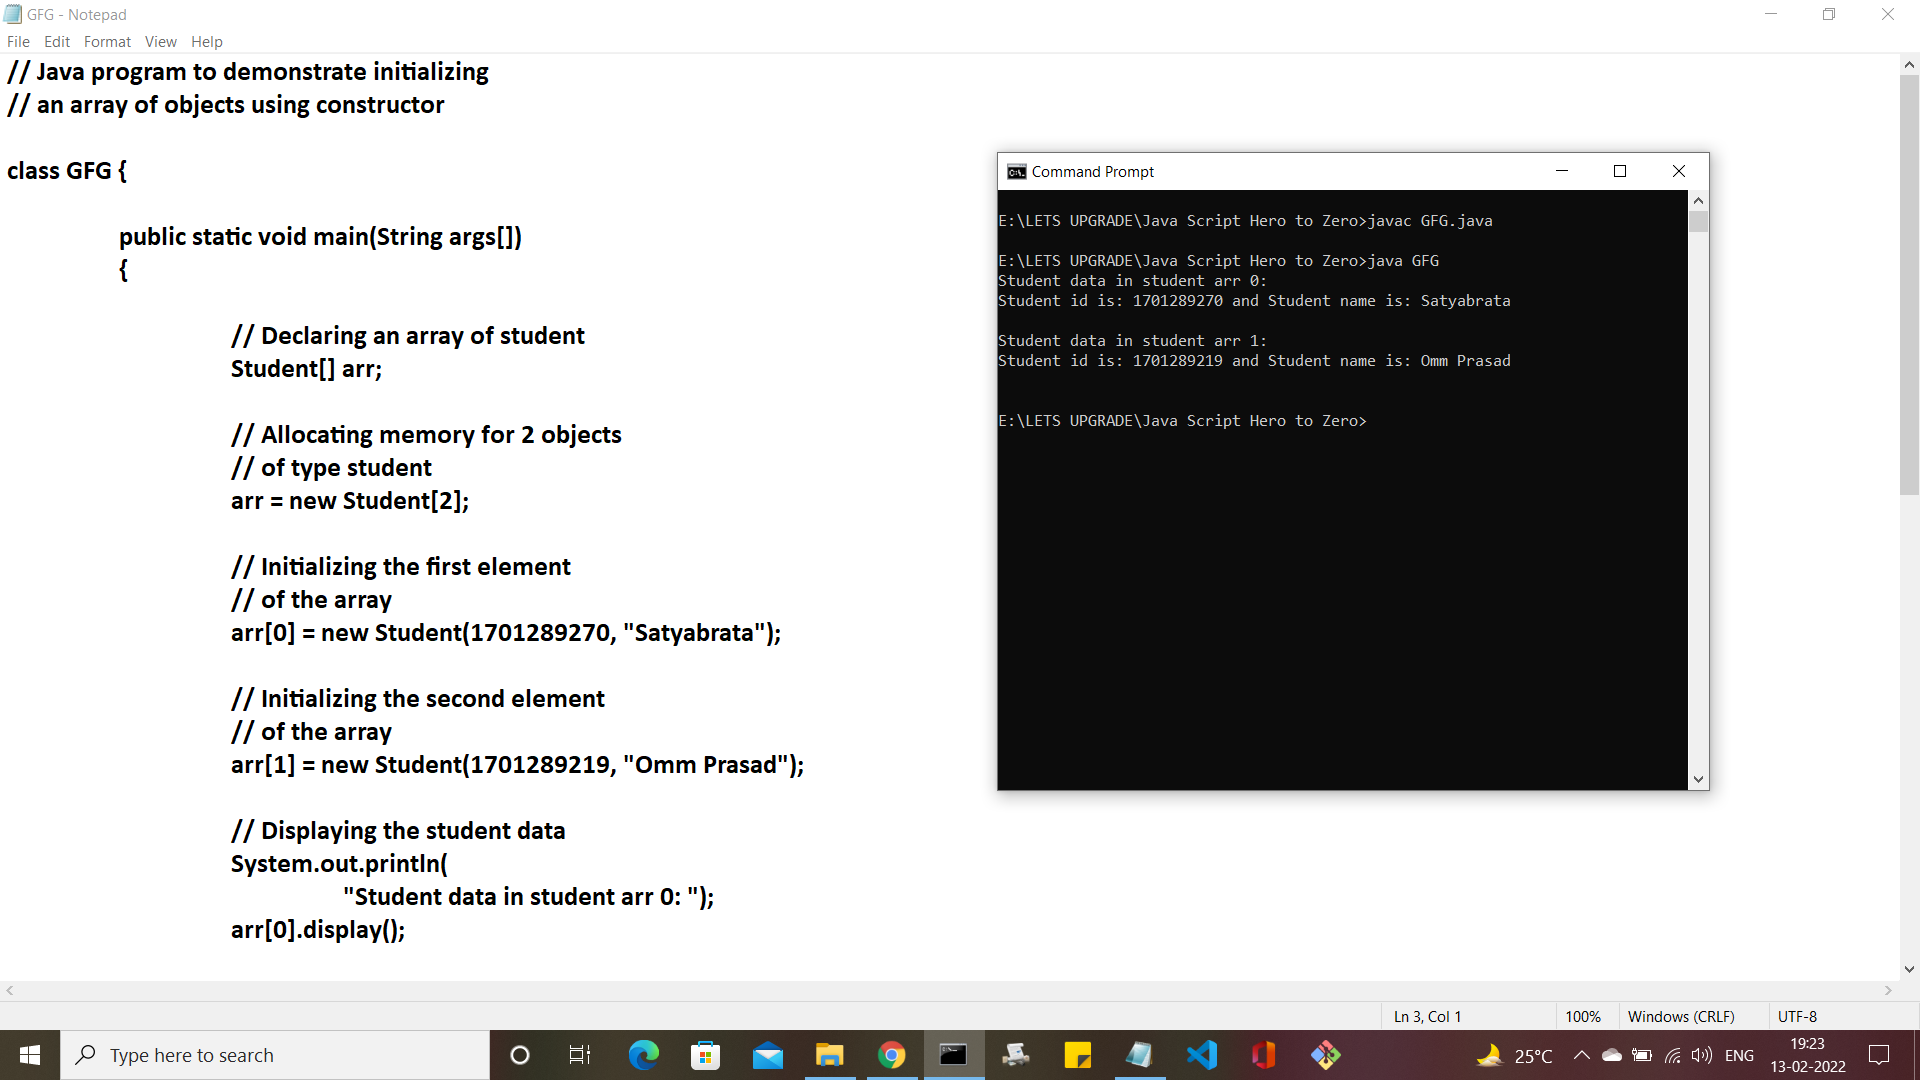 GFG - Notepad
File Edit Format View Help
// Java program to demonstrate initializing
// an array of objects using constructor
class GFG {
public static void main(String args[])
{
// Declaring an array of student
Student[] arr;
// Allocating memory for 2 objects
// of type student
arr = new Student[2];
// Initializing the first element
// of the array
arr[0] = new Student(1701289270, "Satyabrata");
// Initializing the second element
// of the array
arr[1] = new Student(1701289219, "Omm Prasad");
// Displaying the student data
System.out.println(
"Student data in student arr 0: ");
arr[0].display();
Command Prompt
E:\LETS UPGRADE\Java Script Hero to Zero>javac GFG.java
E:\LETS UPGRADE\Java Script Hero to Zero>java GFG
Student data in student arr 0:
Student id is: 1701289270 and Student name is: Satyabrata
Student data in student arr 1:
Student id is: 1701289219 and Student name is: Omm Prasad
E:\LETS UPGRADE\Java Script Hero to Zero>
Ln 3, Col 1 100% Windows (CRLF) UTF-8
Type here to search
25°C ENG
19:23
13-02-2022